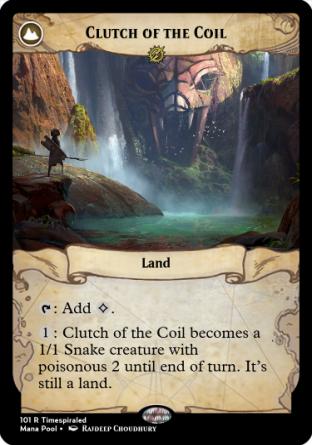 CLUTCH OF THE COIL
Land
: Add .
1 : Clutch of the Coil becomes a
1/1 Snake creature with
poisonous 2 until end of turn. It's
still a land.
101 R Timespiraled
Mana Pool • RAJDEEP CHOUDHURY